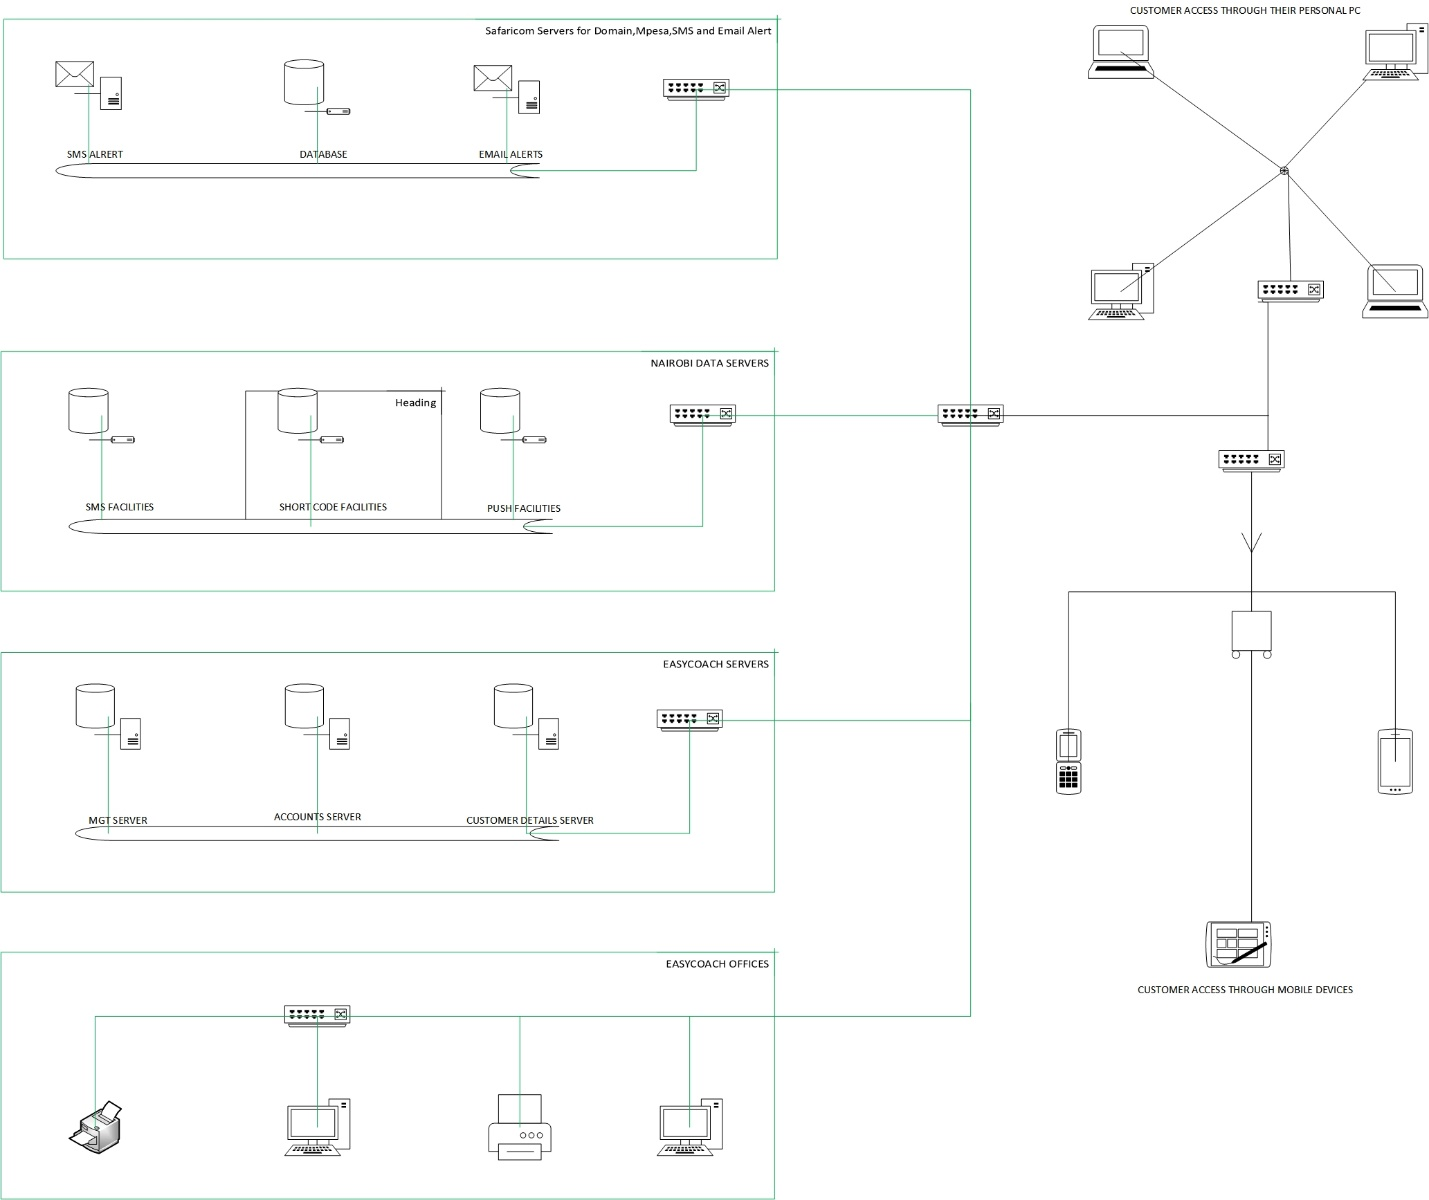 CUSTOMER ACCESS THROUGH THEIR PERSONAL PC
Safaricom Servers for Domain,Mpesa,SMS and Email Alert
SMS ALRERT
DATABASE
EMAIL ALERTS
NAIROBI DATA SERVERS
Heading
SMS FACILITIES
SHORT CODE FACILITIES
PUSH FACILITIES
EASYCOACH SERVERS
MGT SERVER
ACCOUNTS SERVER
CUSTOMER DETAILS SERVER
EASYCOACH OFFICES
CUSTOMER ACCESS THROUGH MOBILE DEVICES